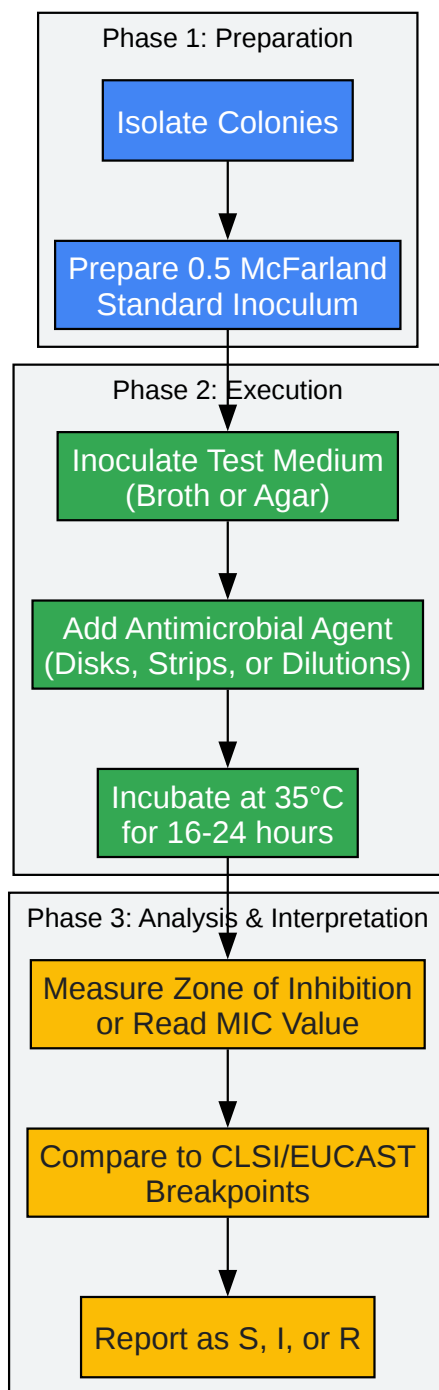 Phase 1: Preparation
Isolate Colonies
Prepare 0.5 McFarland
Standard Inoculum
Phase 2: Execution
Inoculate Test Medium
(Broth or Agar)
Add Antimicrobial Agent
(Disks, Strips, or Dilutions)
Incubate at 35°C
for 16-24 hours
Phase 3: Analysis & Interpretation
Measure Zone of Inhibition
or Read MIC Value
Compare to CLSI/EUCAST
Breakpoints
Report as S, I, or R